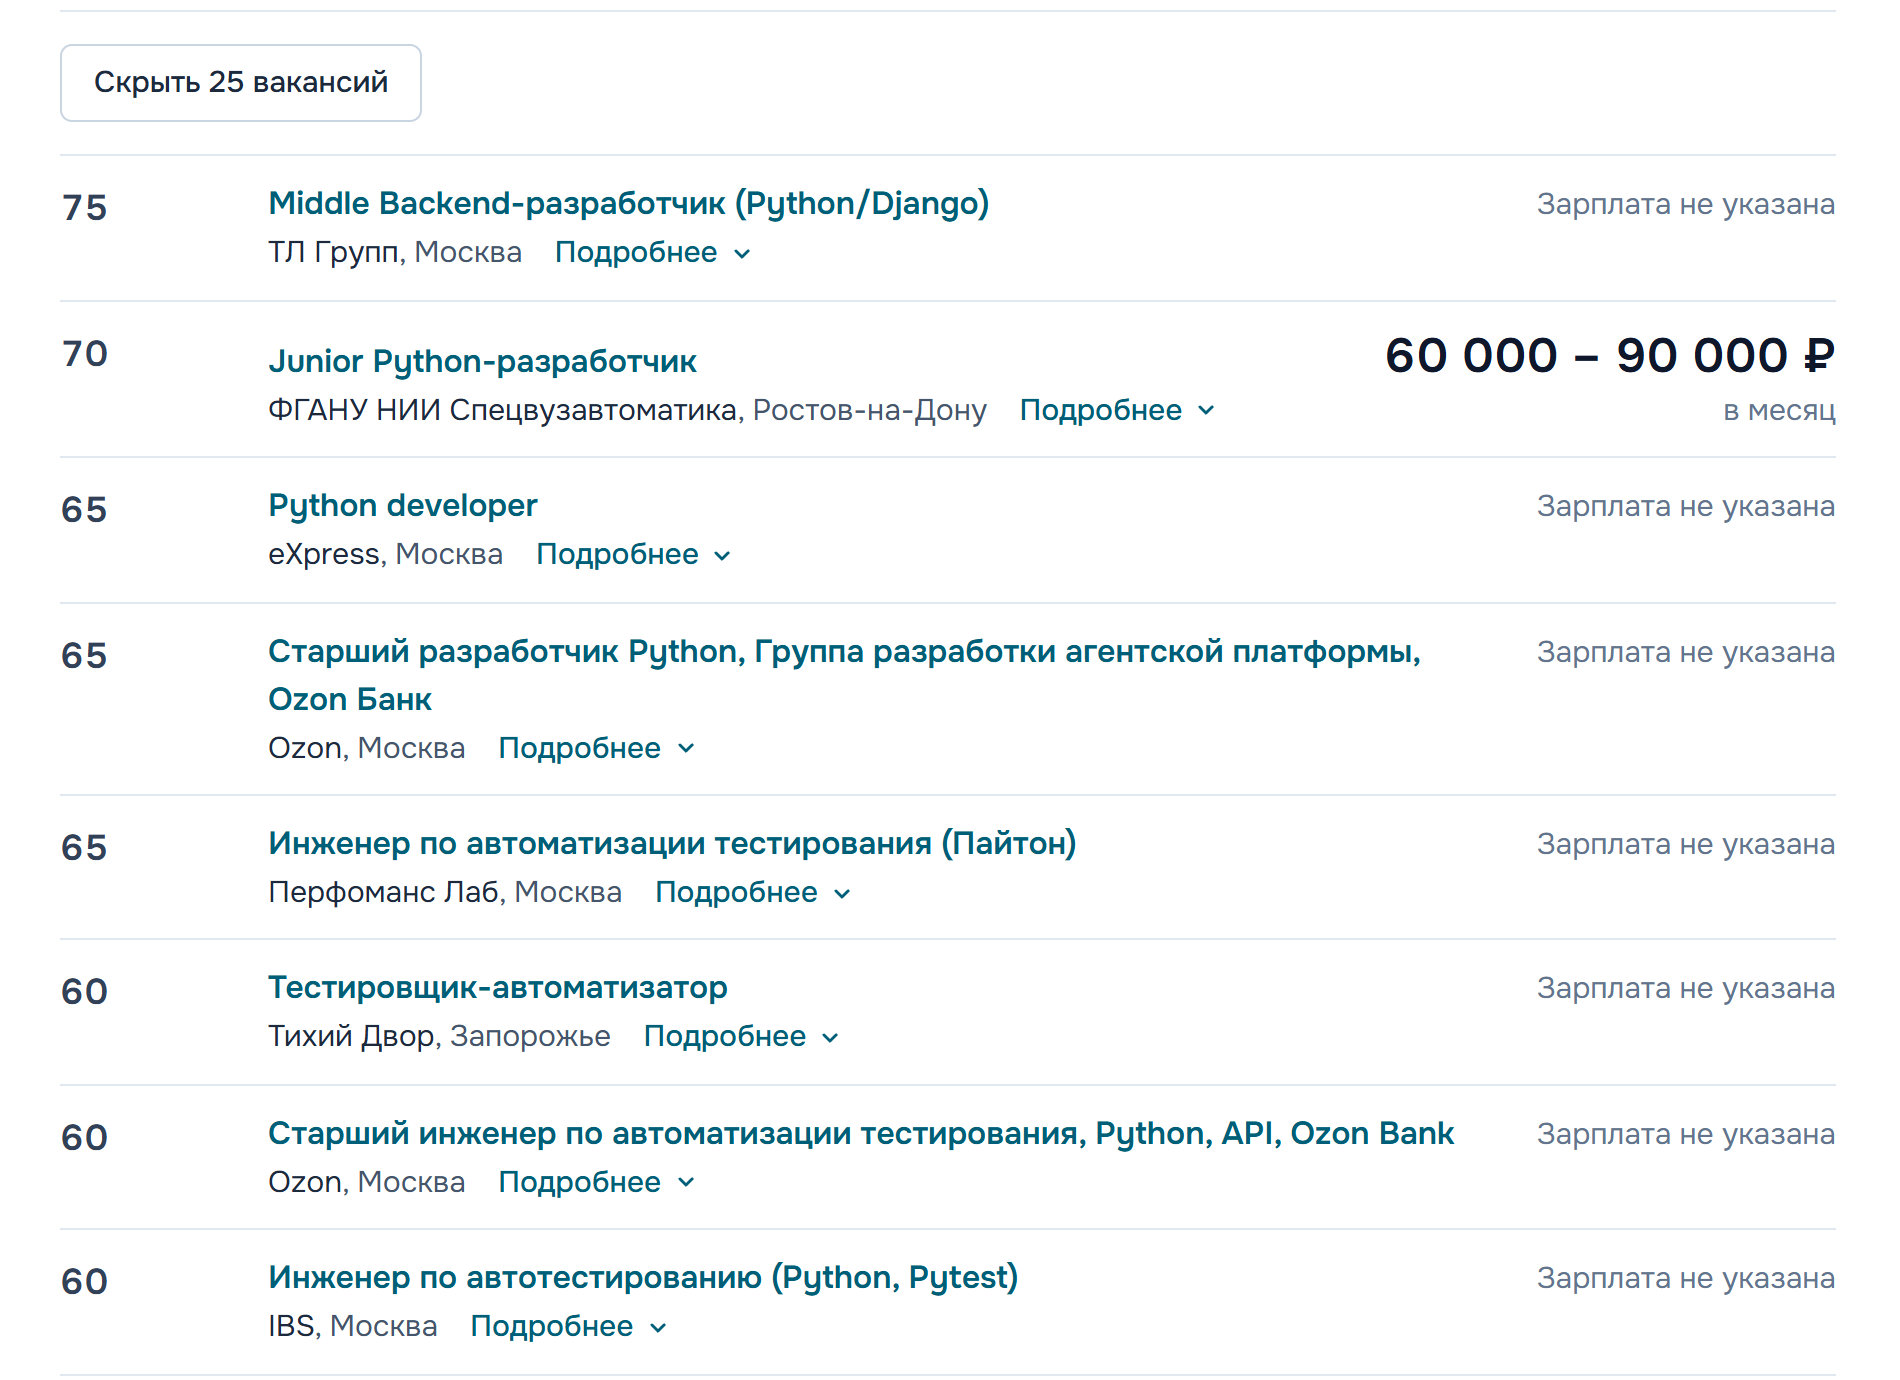 Скрыть 25 вакансий
75
Middle Backend-разработчик (Python/Django)
Зарплата не указана
ТЛ Групп, Москва Подробнее
70
Junior Python-разработчик
60 000 – 90 000 ₽
ФГАНУ НИИ Спецвузавтоматика, Ростов-на-Дону Подробнее
в месяц
65
Python developer
Зарплата не указана
eXpress, Москва Подробнее
65
Старший разработчик Python, Группа разработки агентской платформы,
Зарплата не указана
Ozon Банк
Ozon, Москва Подробнее
65
Инженер по автоматизации тестирования (Пайтон)
Зарплата не указана
Перфоманс Лаб, Москва Подробнее
60
Тестировщик-автоматизатор
Зарплата не указана
Тихий Двор, Запорожье Подробнее
60
Старший инженер по автоматизации тестирования, Python, API, Ozon Bank
Зарплата не указана
Ozon, Москва Подробнее
60
Инженер по автотестированию (Python, Pytest)
Зарплата не указана
IBS, Москва Подробнее